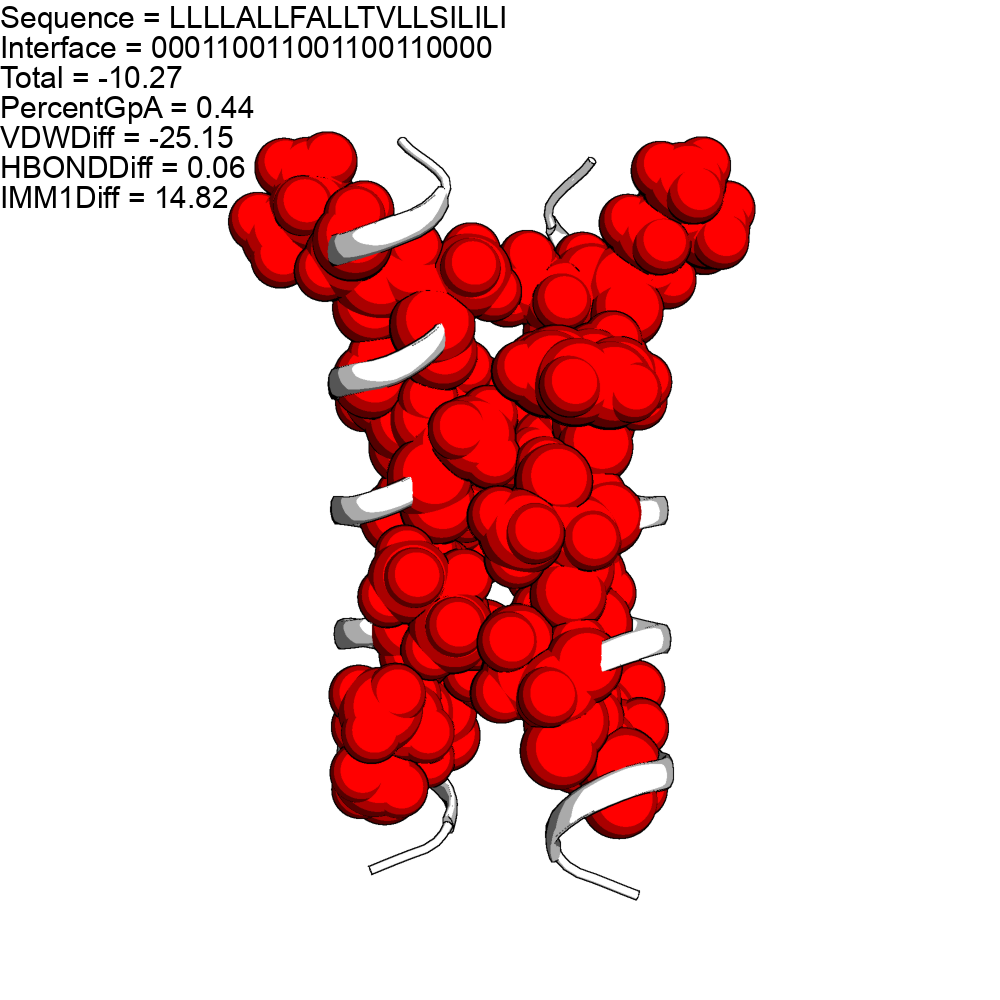 Sequence = LLLLALLFALLTVLLSILILI
Interface = 000110011001100110000
Total = -10.27
PercentGpA = 0.44
VDWDiff = -25.15
HBONDDiff = 0.06
IMM1Diff = 14.82